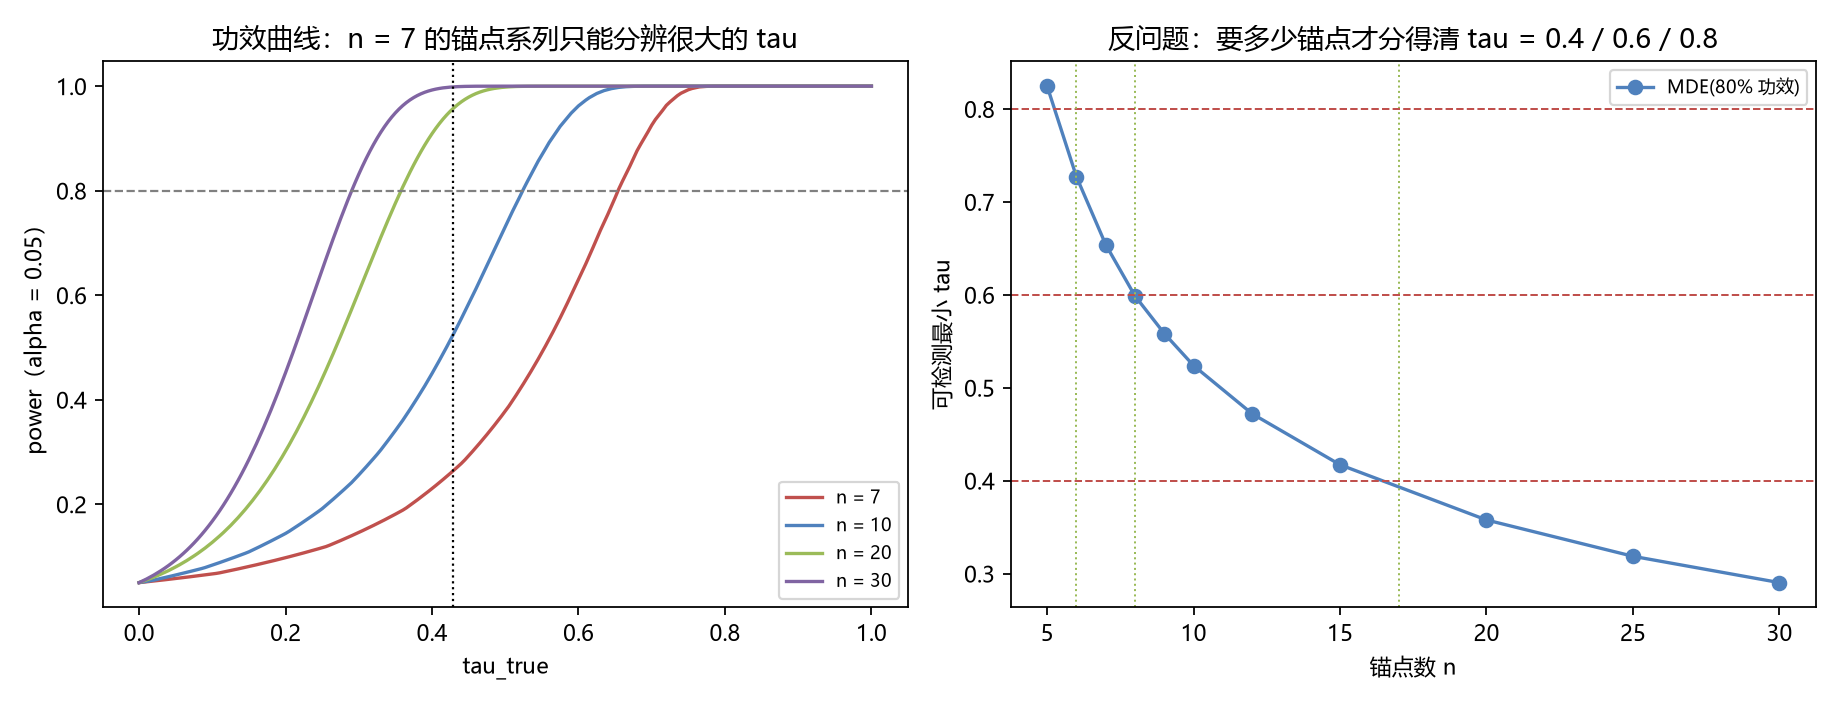 功效曲线：n = 7 的锚点系列只能分辨很大的 tau
power（alpha = 0.05）
1.0
0.8
0.6
0.4
0.2
0.0
0.2
0.4
0.6
0.8
1.0
tau_true
n = 7
n = 10
n = 20
n = 30
反问题：要多少锚点才分得清 tau = 0.4 / 0.6 / 0.8
可检测最小 tau
0.8
0.7
0.6
0.5
0.4
0.3
5
10
15
20
25
30
锚点数 n
MDE(80% 功效)